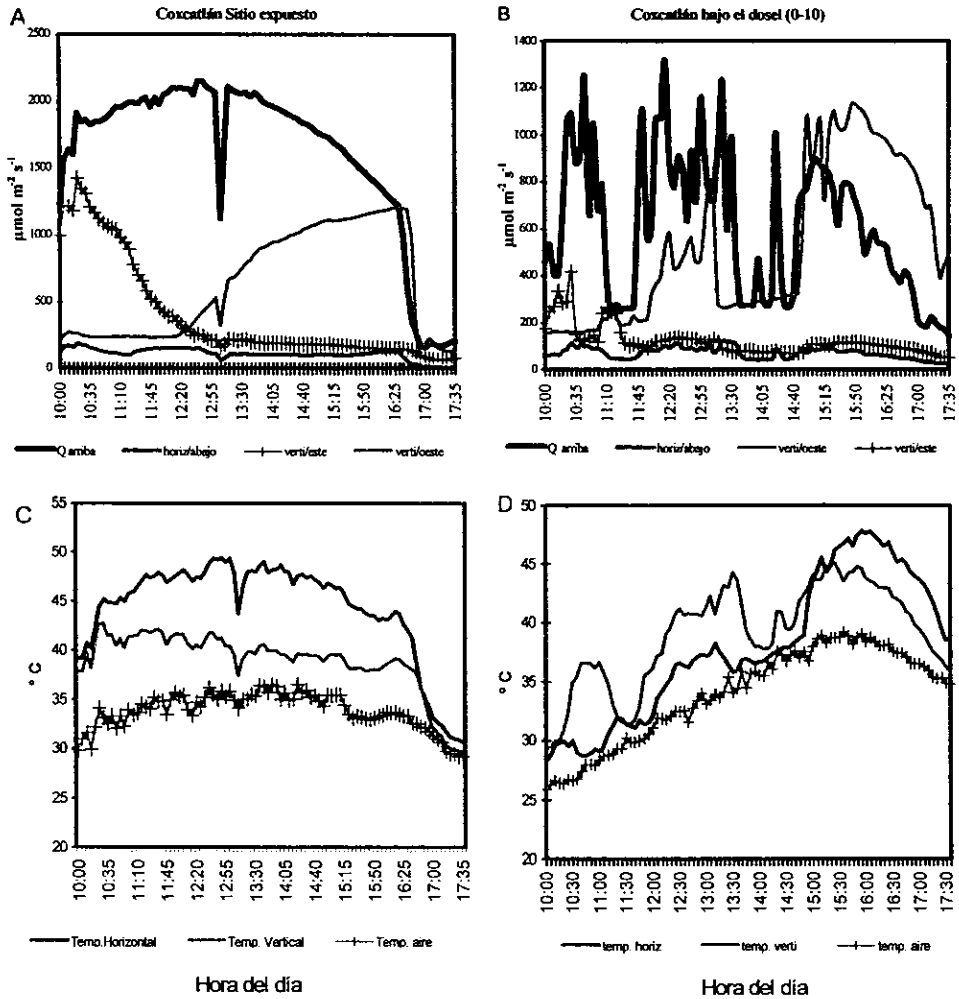 A
Coxcatlán Sitio expuesto
2500
2000
1500
1000
500
0
µmol m⁻² s⁻¹
10:00 10:35 11:10 11:45 12:20 12:55 13:30 14:05 14:40 15:15 15:50 16:25 17:00 17:35
Q arriba horiz/abajo verti/este verti/oeste
B
Coxcatlán bajo el dosel (0-10)
1400
1200
1000
800
600
400
200
0
µmol m⁻² s⁻¹
10:00 10:35 11:10 11:45 12:20 12:55 13:30 14:05 14:40 15:15 15:50 16:25 17:00 17:35
Q arriba horiz/abajo verti/oeste verti/este
C
55
50
45
40
35
30
25
20
° C
10:00 10:35 11:10 11:45 12:20 12:55 13:30 14:05 14:40 15:15 15:50 16:25 17:00 17:35
Temp. Horizontal Temp. Vertical Temp. aire
Hora del día
D
50
45
40
35
30
25
20
° C
10:00 10:30 11:00 11:30 12:00 12:30 13:00 13:30 14:00 14:30 15:00 15:30 16:00 16:30 17:00 17:30
temp. horiz temp. verti temp. aire
Hora del día